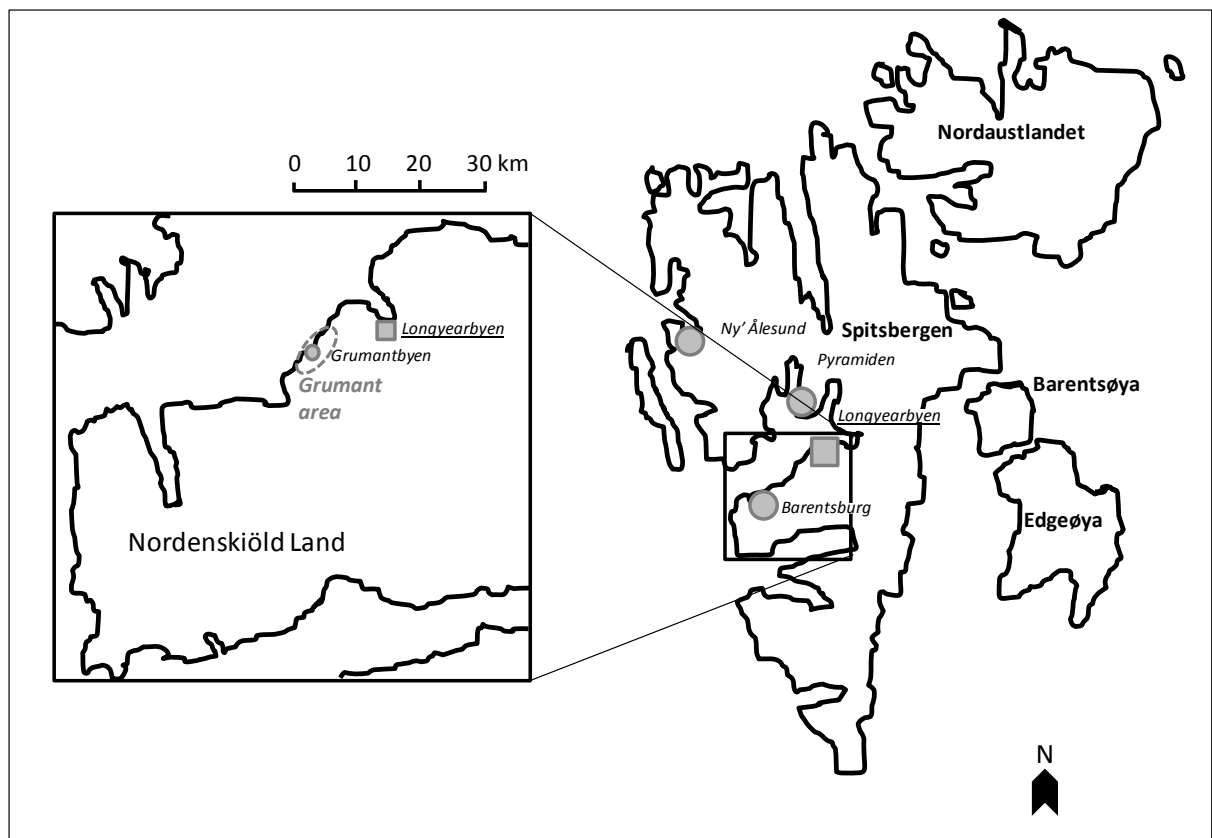 Nordaustlandet
0 10 20 30 km
Longyearbyen
Grumantbyen
Grumant
area
Nordenskiöld Land
Ny' Ålesund
Spitsbergen
Pyramiden
Barentsøya
Longyearbyen
Barentsburg
Edgeøya
N